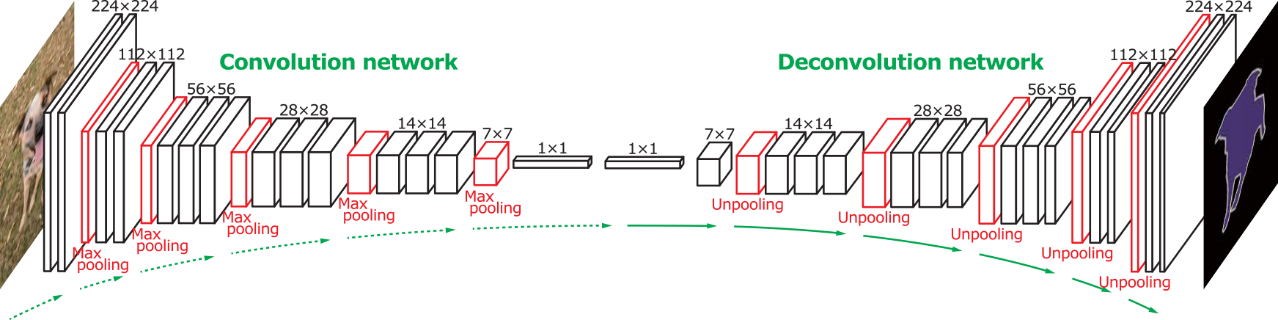 224×224
112×112
56×56
28×28
14×14
7×7
1×1
1×1
7×7
14×14
28×28
56×56
112×112
224×224
Convolution network
Deconvolution network
Max
pooling
Max
pooling
Max
pooling
Max
pooling
Max
pooling
Unpooling
Unpooling
Unpooling
Unpooling
Unpooling